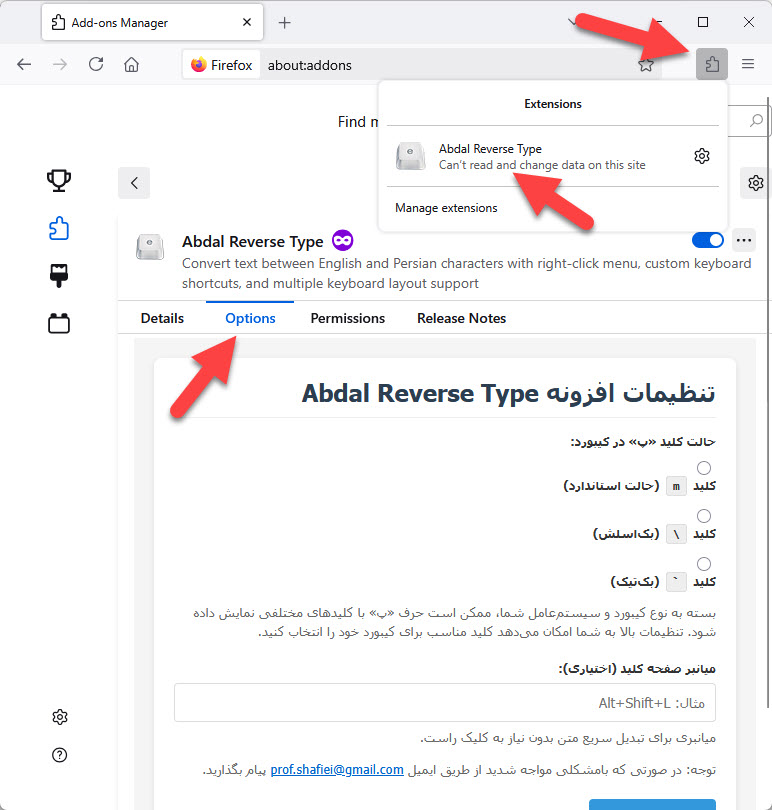 Add-ons Manager
Firefox about:addons
Extensions
Find m
Abdal Reverse Type
Can't read and change data on this site
Manage extensions
Abdal Reverse Type
Convert text between English and Persian characters with right-click menu, custom keyboard
shortcuts, and multiple keyboard layout support
Details Options Permissions Release Notes
تنظیمات افزونه Abdal Reverse Type
حالت کلید «پ» در کیبورد:
کلید m (حالت استاندارد)
کلید \ (بک‌اسلش)
کلید ` (بک‌تیک)
بسته به نوع کیبورد و سیستم‌عامل شما، ممکن است حرف «پ» با کلیدهای مختلفی نمایش داده
شود. تنظیمات بالا به شما امکان می‌دهد کلید مناسب برای کیبورد خود را انتخاب کنید.
میانبر صفحه کلید (اختیاری):
مثال: Alt+Shift+L
میانبری برای تبدیل سریع متن بدون نیاز به کلیک راست.
توجه: در صورتی که بامشکلی مواجه شدید از طریق ایمیل prof.shafiei@gmail.com پیام بگذارید.